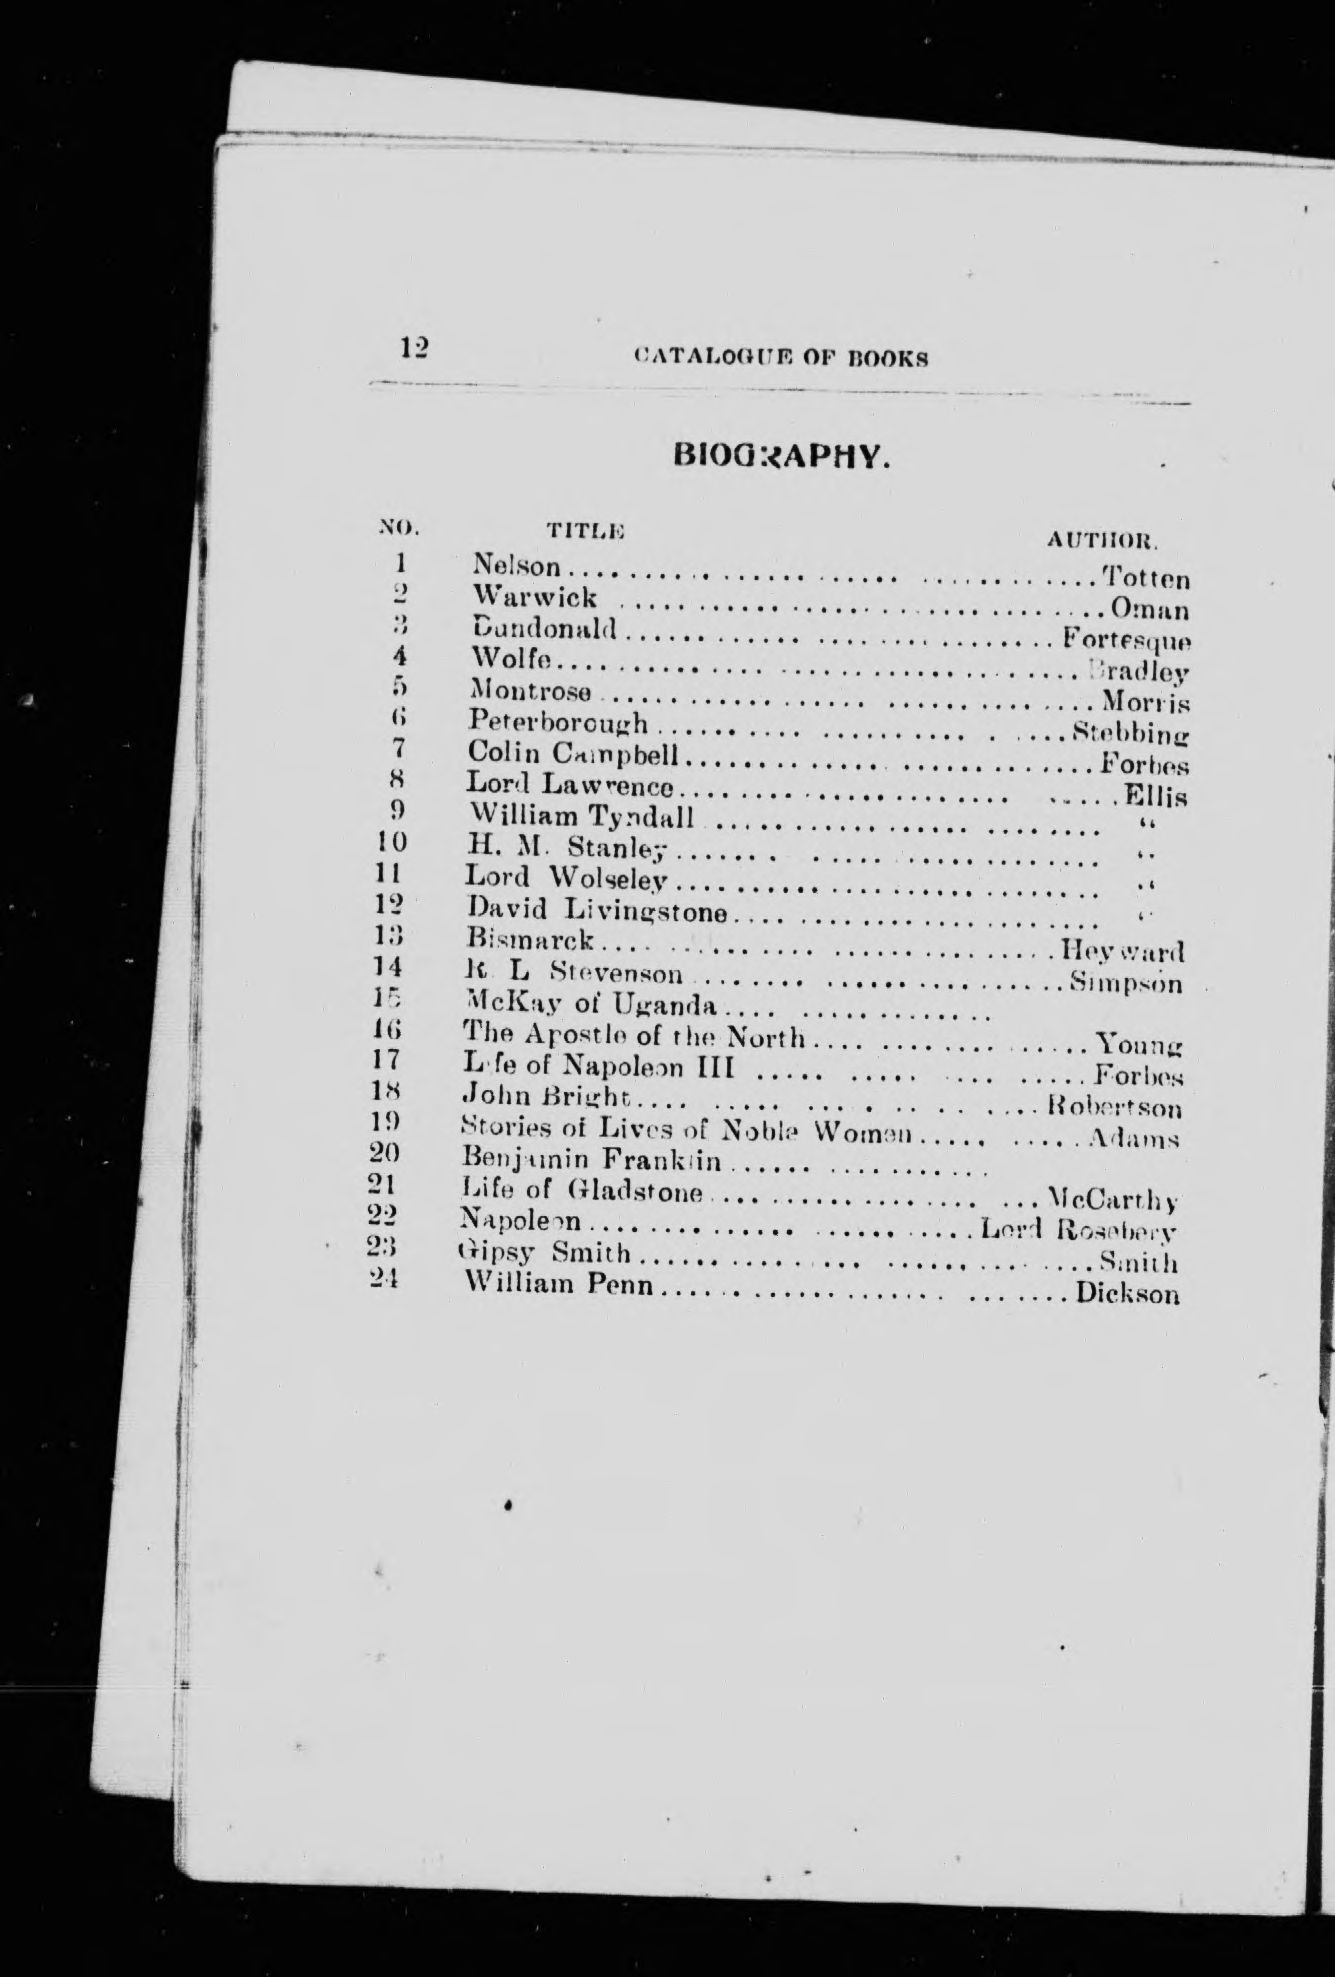 12 CATALOGUE OF BOOKS
BIOGRAPHY.
NO. TITLE AUTHOR.
1 Nelson Totten
2 Warwick Oman
3 Dundonald Fortesque
4 Wolfe Bradley
5 Montrose Morris
6 Peterborough Stebbing
7 Colin Campbell Forbes
8 Lord Lawrence Ellis
9 William Tyndall "
10 H. M. Stanley "
11 Lord Wolseley "
12 David Livingstone "
13 Bismarck Heyward
14 R L Stevenson Simpson
15 McKay of Uganda
16 The Apostle of the North Young
17 Life of Napoleon III Forbes
18 John Bright Robertson
19 Stories of Lives of Noble Women Adams
20 Benjamin Franklin
21 Life of Gladstone McCarthy
22 Napoleon Lord Rosebery
23 Gipsy Smith Smith
24 William Penn Dickson